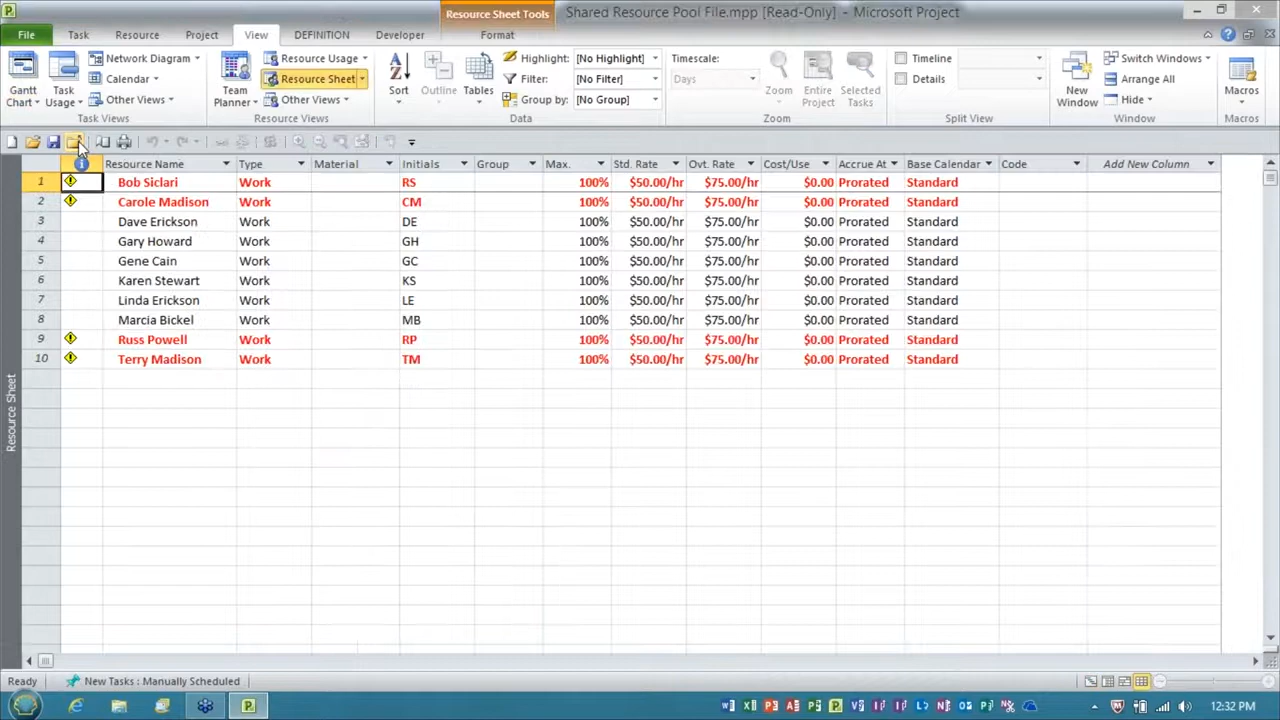 Resource Sheet Tools
Shared Resource Pool File.mpp [Read-Only] - Microsoft Project
File Task Resource Project View DEFINITION Developer Format
Gantt Chart
Task Usage
Network Diagram
Calendar
Other Views
Task Views
Team Planner
Resource Usage
Resource Sheet
Other Views
Resource Views
Sort
Outline
Tables
Highlight: [No Highlight]
Filter: [No Filter]
Group by: [No Group]
Data
Timescale:
Days
Zoom
Entire Project
Selected Tasks
Zoom
Timeline
Details
Split View
New Window
Switch Windows
Arrange All
Hide
Window
Macros
Macros
Resource Name Type Material Initials Group Max. Std. Rate Ovt. Rate Cost/Use Accrue At Base Calendar Code Add New Column
1 Bob Siclari Work RS 100% $50.00/hr $75.00/hr $0.00 Prorated Standard
2 Carole Madison Work CM 100% $50.00/hr $75.00/hr $0.00 Prorated Standard
3 Dave Erickson Work DE 100% $50.00/hr $75.00/hr $0.00 Prorated Standard
4 Gary Howard Work GH 100% $50.00/hr $75.00/hr $0.00 Prorated Standard
5 Gene Cain Work GC 100% $50.00/hr $75.00/hr $0.00 Prorated Standard
6 Karen Stewart Work KS 100% $50.00/hr $75.00/hr $0.00 Prorated Standard
7 Linda Erickson Work LE 100% $50.00/hr $75.00/hr $0.00 Prorated Standard
8 Marcia Bickel Work MB 100% $50.00/hr $75.00/hr $0.00 Prorated Standard
9 Russ Powell Work RP 100% $50.00/hr $75.00/hr $0.00 Prorated Standard
10 Terry Madison Work TM 100% $50.00/hr $75.00/hr $0.00 Prorated Standard
Resource Sheet
Ready New Tasks : Manually Scheduled
12:32 PM